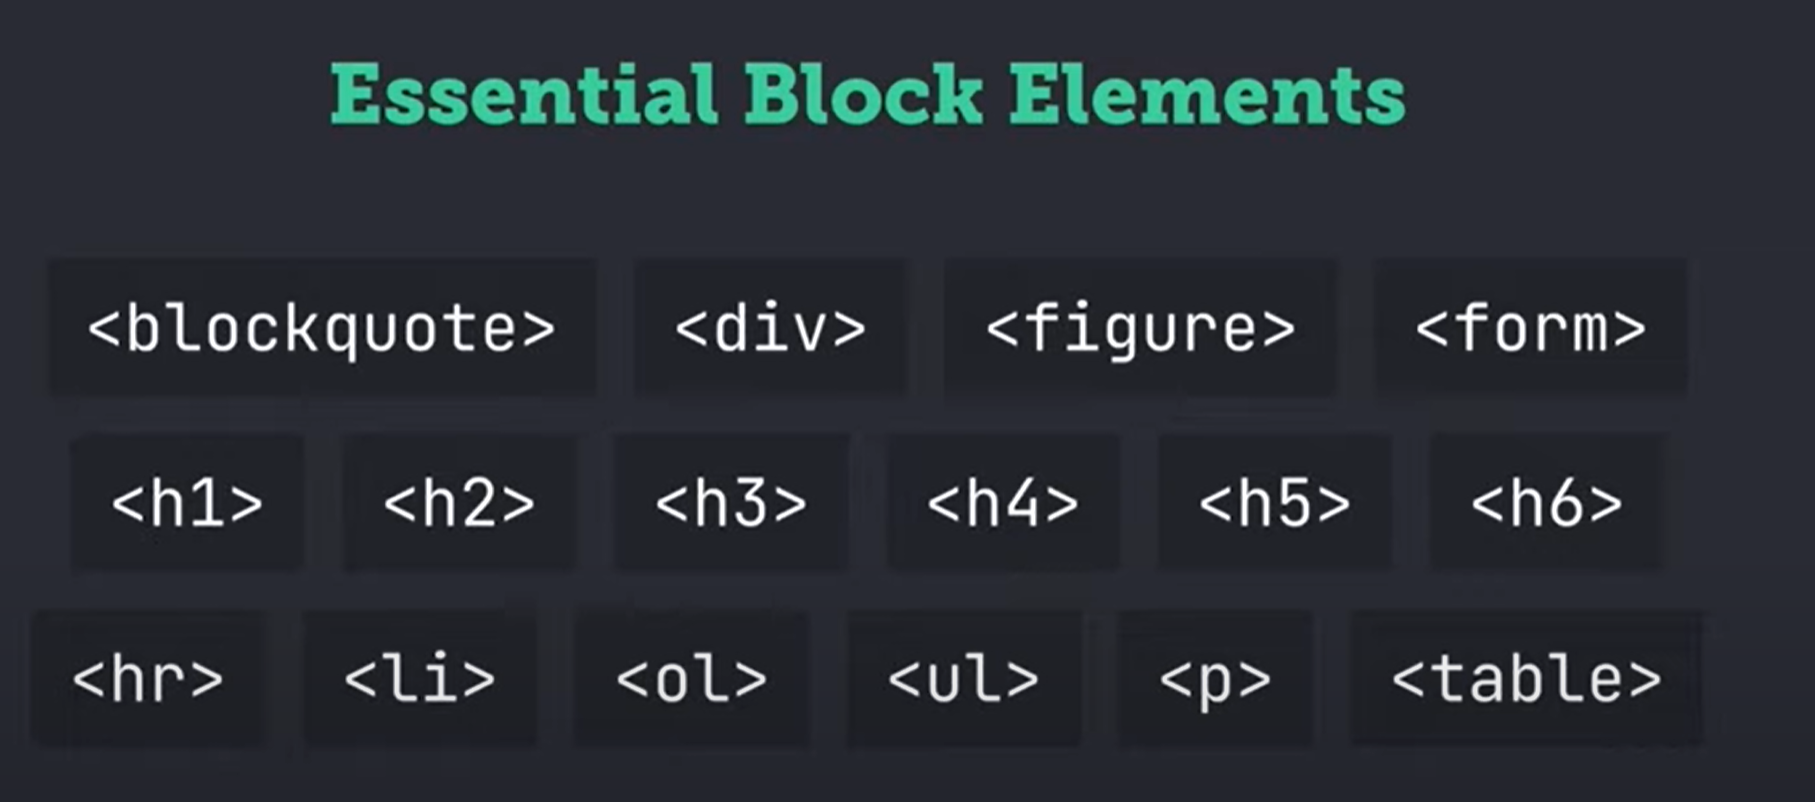 Essential Block Elements
<blockquote> <div> <figure> <form>
<h1> <h2> <h3> <h4> <h5> <h6>
<hr> <li> <ol> <ul> <p> <table>